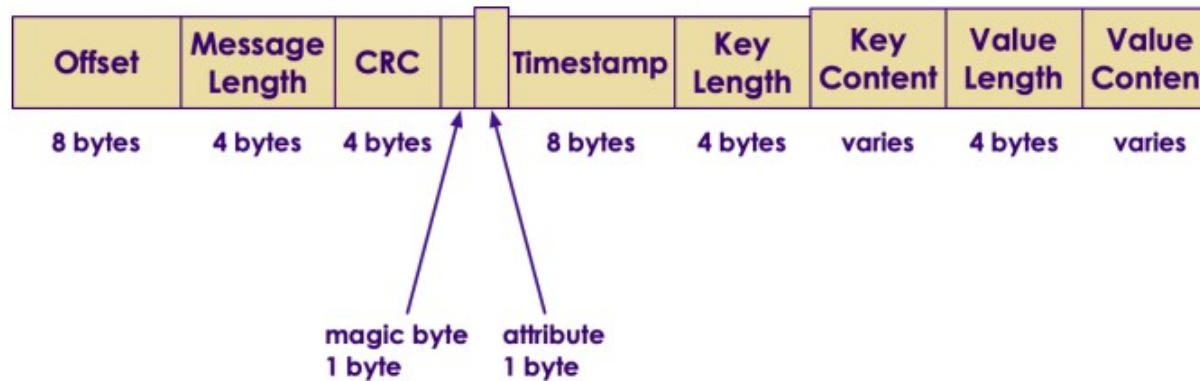 Offset
Message
Length
CRC
Timestamp
Key
Length
Key
Content
Value
Length
Value
Conten
8 bytes
4 bytes
4 bytes
8 bytes
4 bytes
varies
4 bytes
varies
magic byte
1 byte
attribute
1 byte